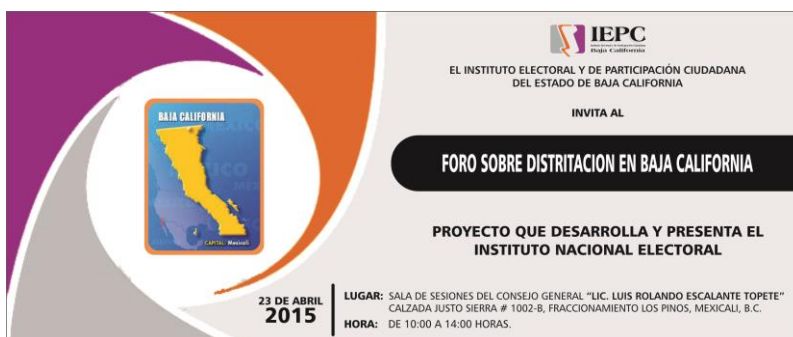 IEPC
Baja California
EL INSTITUTO ELECTORAL Y DE PARTICIPACIÓN CIUDADANA
DEL ESTADO DE BAJA CALIFORNIA
INVITA AL
FORO SOBRE DISTRITACION EN BAJA CALIFORNIA
PROYECTO QUE DESARROLLA Y PRESENTA EL
INSTITUTO NACIONAL ELECTORAL
BAJA CALIFORNIA
MEXICO
CAPITAL: Mexicali
23 DE ABRIL
2015
LUGAR: SALA DE SESIONES DEL CONSEJO GENERAL "LIC. LUIS ROLANDO ESCALANTE TOPETE"
CALZADA JUSTO SIERRA # 1002-B, FRACCIONAMIENTO LOS PINOS, MEXICALI, B.C.
HORA: DE 10:00 A 14:00 HORAS.